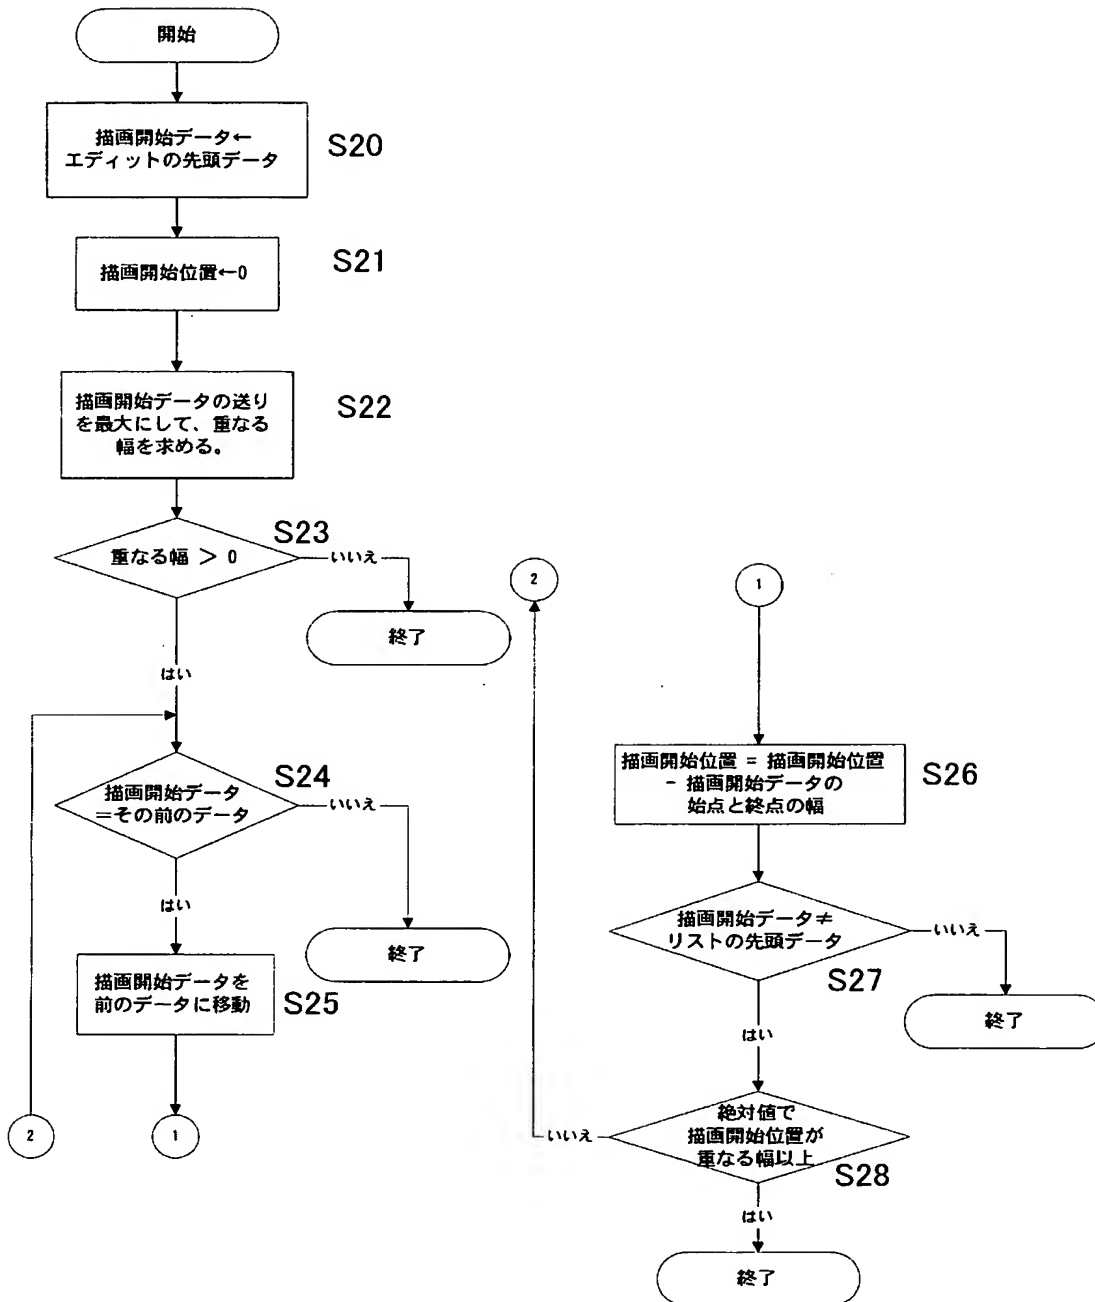 開始
描画開始データ←
エディットの先頭データ
S20
描画開始位置←0
S21
描画開始データの送り
を最大にして、重なる
幅を求める。
S22
重なる幅 > 0
S23
いいえ
終了
はい
描画開始データ
=その前のデータ
S24
いいえ
終了
はい
描画開始データを
前のデータに移動
S25
2
1
2
1
描画開始位置 = 描画開始位置
- 描画開始データの
始点と終点の幅
S26
描画開始データ≠
リストの先頭データ
S27
いいえ
終了
はい
絶対値で
描画開始位置が
重なる幅以上
S28
いいえ
はい
終了